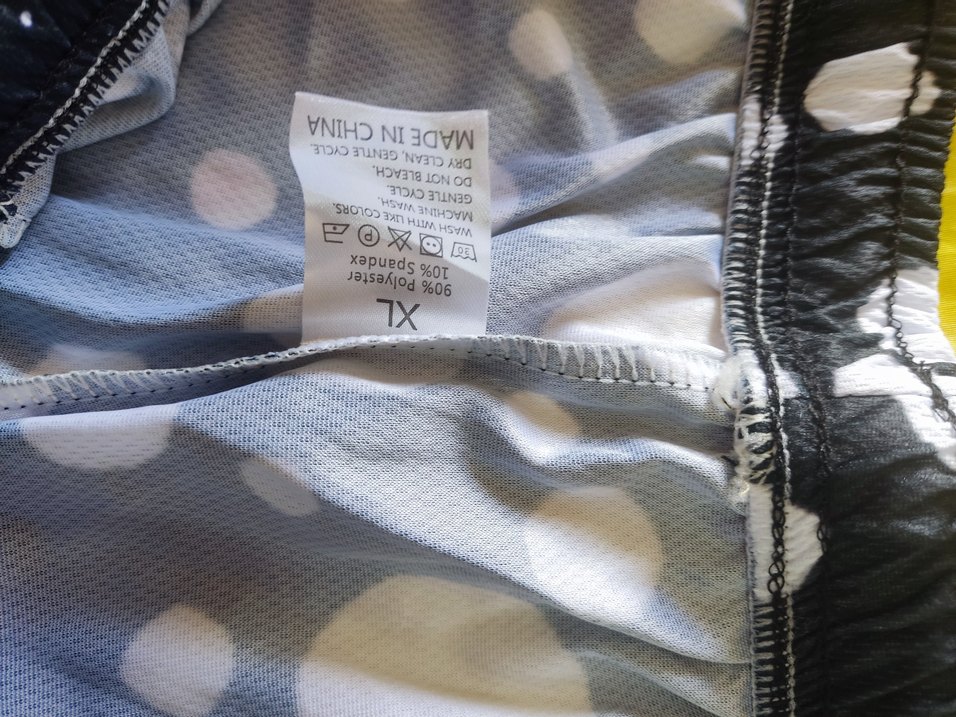 XL
90% Polyester
10% Spandex
30
WASH WITH LIKE COLORS.
MACHINE WASH.
GENTLE CYCLE.
DO NOT BLEACH.
DRY CLEAN, GENTLE CYCLE.
MADE IN CHINA